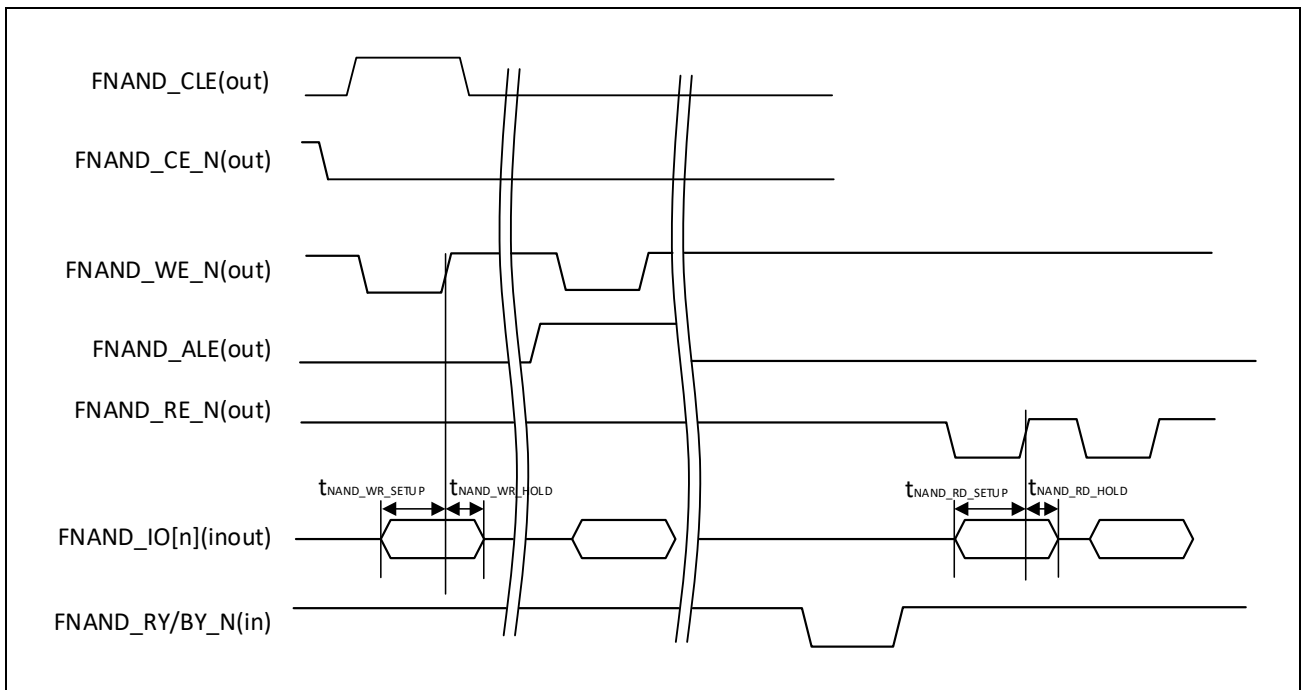 FNAND_CLE(out)
FNAND_CE_N(out)
FNAND_WE_N(out)
FNAND_ALE(out)
FNAND_RE_N(out)
tNAND_WR_SETUP tNAND_WR_HOLD tNAND_RD_SETUP tNAND_RD_HOLD
FNAND_IO[n](inout)
FNAND_RY/BY_N(in)